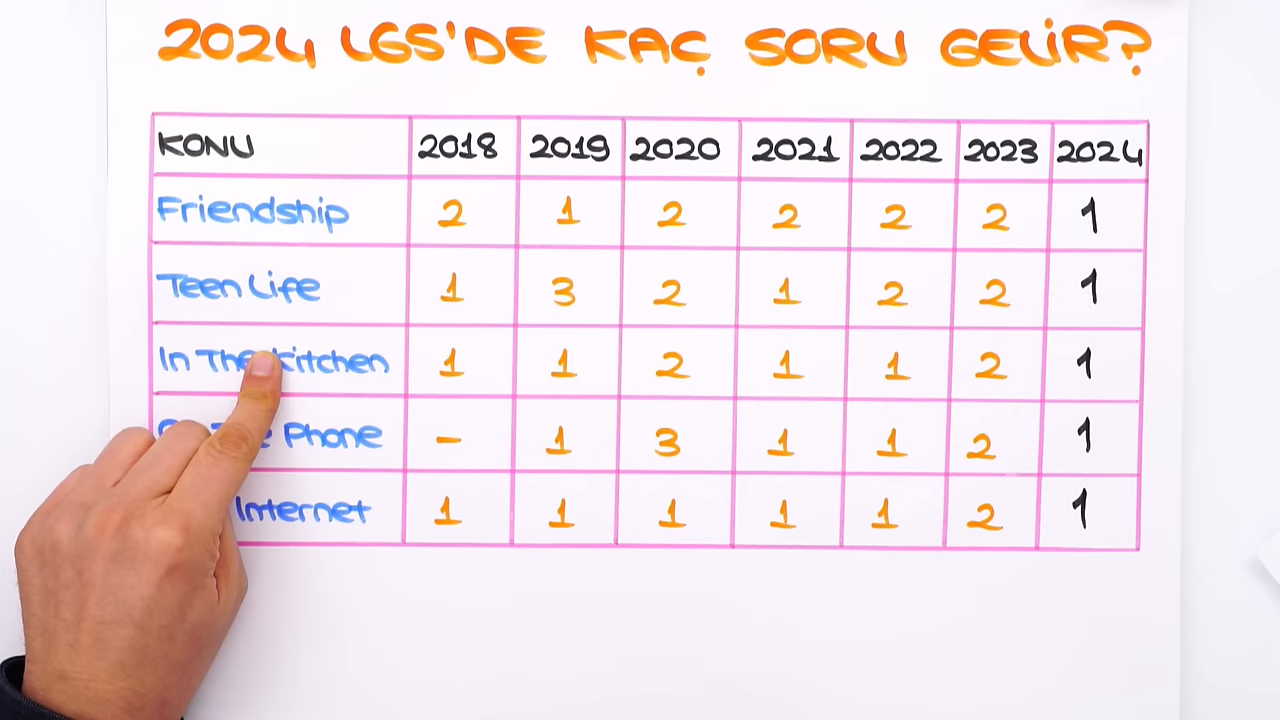 2024 LGS'DE KAÇ SORU GELİR?
KONU 2018 2019 2020 2021 2022 2023 2024
Friendship 2 1 2 2 2 2 1
Teen Life 1 3 2 1 2 2 1
In The Kitchen 1 1 2 1 1 2 1
Phone - 1 3 1 1 2 1
Internet 1 1 1 1 1 2 1